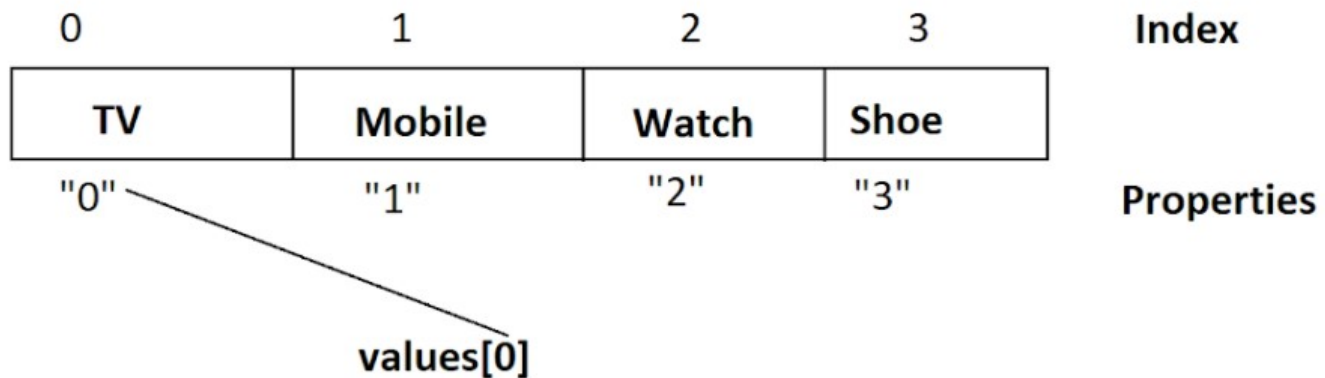 0 1 2 3 Index
TV Mobile Watch Shoe
"0" "1" "2" "3" Properties
values[0]